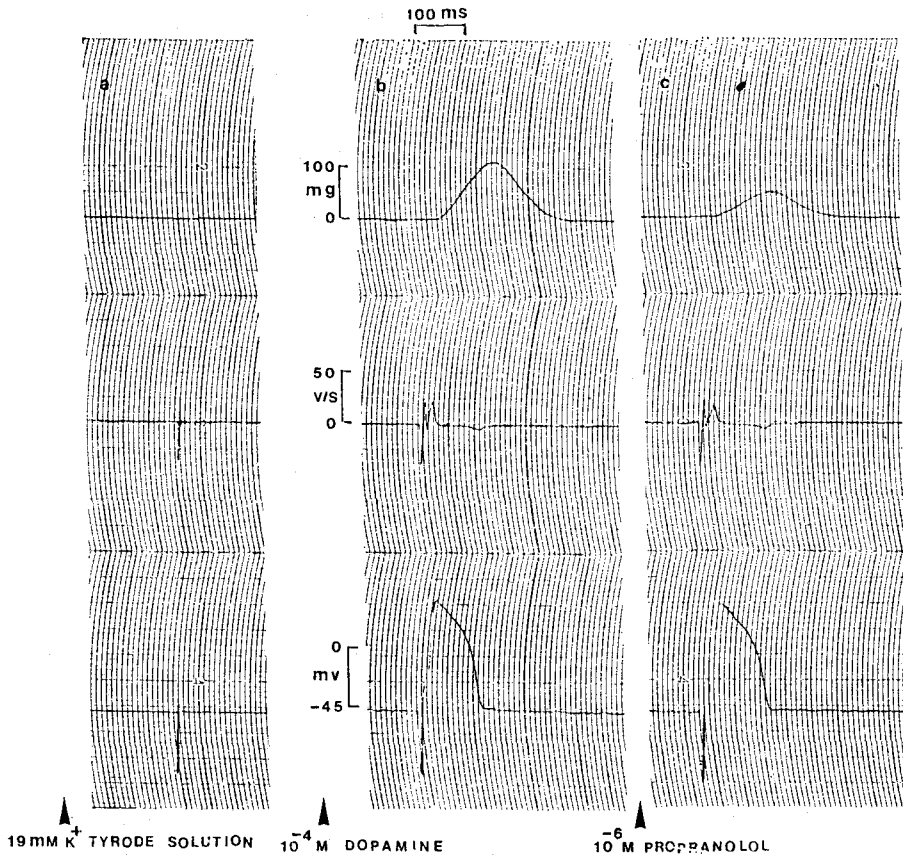 100 ms
a
b
c
100
mg
0
50
V/S
0
0
mv
-45
19 mM K+ TYRODE SOLUTION
10-4 M DOPAMINE
10-6 M PROPRANOLOL